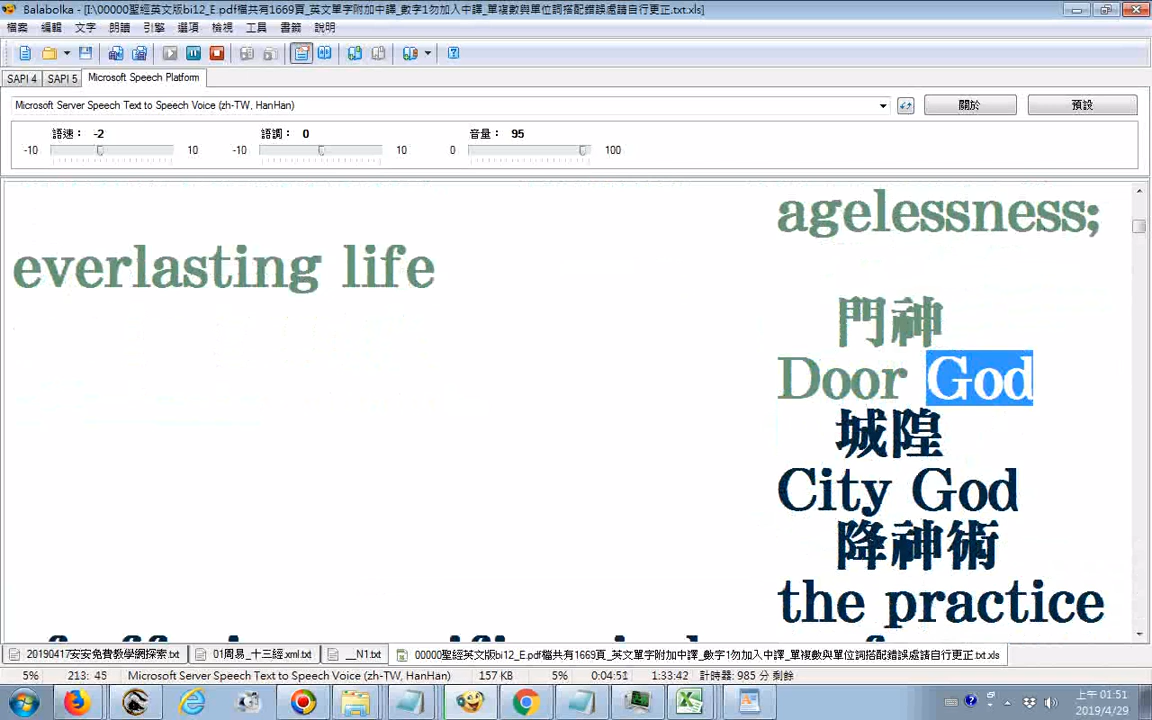 Balabolka - [I:\00000聖經英文版bi12_E.pdf檔共有1669頁_英文單字附加中譯_數字1勿加入中譯_單複數與單位詞搭配錯誤處請自行更正.txt.xls]
檔案 編輯 文字 朗讀 引擎 選項 檢視 工具 書籤 說明
SAPI 4 SAPI 5 Microsoft Speech Platform
Microsoft Server Speech Text to Speech Voice (zh-TW, HanHan) 關於 預設
語速： -2 語調： 0 音量： 95
-10 10 -10 10 0 100
agelessness;
everlasting life
門神
Door God
城隍
City God
降神術
the practice
20190417安安免費教學網探索.txt 01周易_十三經.xml.txt __N1.txt 00000聖經英文版bi12_E.pdf檔共有1669頁_英文單字附加中譯_數字1勿加入中譯_單複數與單位詞搭配錯誤處請自行更正.txt.xls
5% 213: 45 Microsoft Server Speech Text to Speech Voice (zh-TW, HanHan) 157 KB 5% 0:04:51 1:33:42 計時器: 985 分 剩餘
上午 01:51
2019/4/29